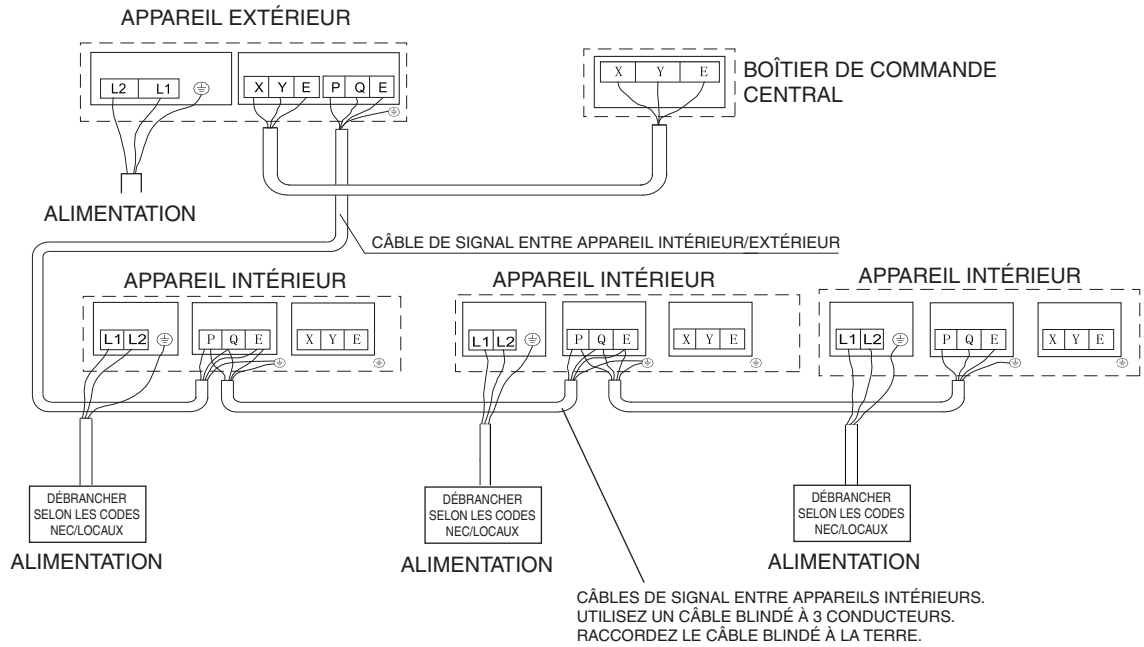 APPAREIL EXTÉRIEUR
L2 L1
X Y E P Q E
X Y E
BOÎTIER DE COMMANDE
CENTRAL
ALIMENTATION
CÂBLE DE SIGNAL ENTRE APPAREIL INTÉRIEUR/EXTÉRIEUR
APPAREIL INTÉRIEUR
L1 L2
P Q E
X Y E
APPAREIL INTÉRIEUR
L1 L2
P Q E
X Y E
APPAREIL INTÉRIEUR
L1 L2
P Q E
X Y E
DÉBRANCHER
SELON LES CODES
NEC/LOCAUX
ALIMENTATION
DÉBRANCHER
SELON LES CODES
NEC/LOCAUX
ALIMENTATION
DÉBRANCHER
SELON LES CODES
NEC/LOCAUX
ALIMENTATION
CÂBLES DE SIGNAL ENTRE APPAREILS INTÉRIEURS.
UTILISEZ UN CÂBLE BLINDÉ À 3 CONDUCTEURS.
RACCORDEZ LE CÂBLE BLINDÉ À LA TERRE.